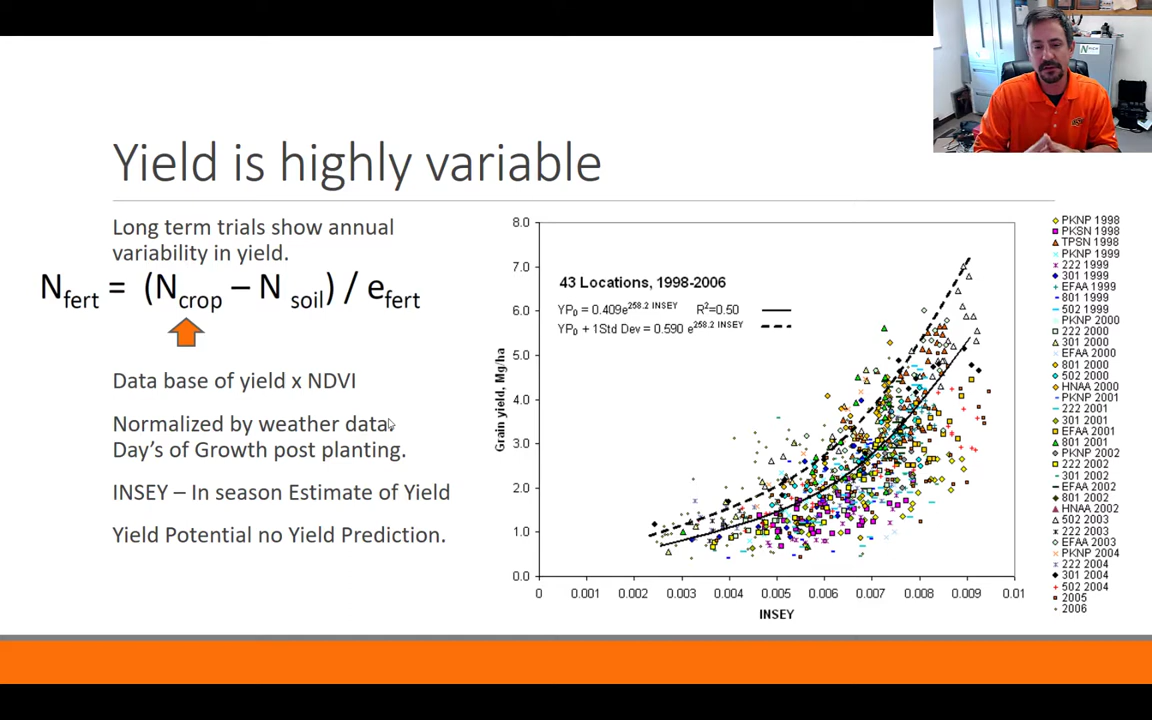 Yield is highly variable
Long term trials show annual
variability in yield.
N fert = (N crop – N soil) / e fert
Data base of yield x NDVI
Normalized by weather data.
Day's of Growth post planting.
INSEY – In season Estimate of Yield
Yield Potential no Yield Prediction.
8.0
7.0
6.0
5.0
4.0
3.0
2.0
1.0
0.0
Grain yield, Mg/ha
43 Locations, 1998-2006
YP0 = 0.409e^258.2 INSEY R²=0.50
YP0 + 1Std Dev = 0.590 e^258.2 INSEY
0 0.001 0.002 0.003 0.004 0.005 0.006 0.007 0.008 0.009 0.01
INSEY
PKNP 1998
PKSN 1998
TPSN 1998
PKNP 1999
222 1999
301 1999
EFAA 1999
801 1999
502 1999
PKNP 2000
222 2000
301 2000
EFAA 2000
801 2000
502 2000
HNAA 2000
PKNP 2001
222 2001
301 2001
EFAA 2001
801 2001
PKNP 2002
222 2002
301 2002
EFAA 2002
801 2002
HNAA 2002
502 2003
222 2003
EFAA 2003
PKNP 2004
222 2004
301 2004
502 2004
2005
2006